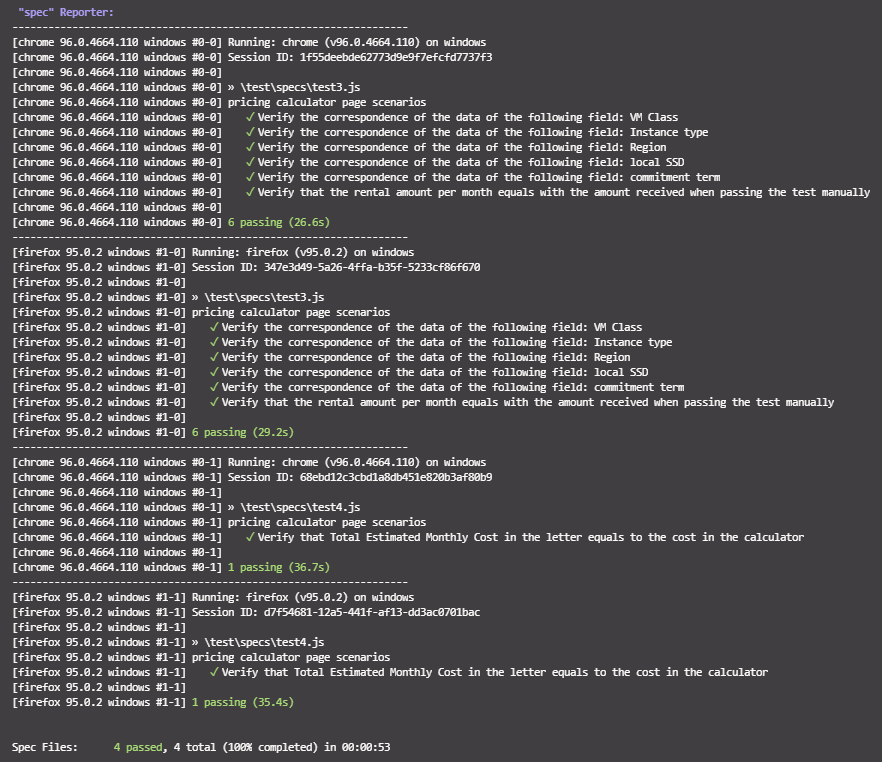 "spec" Reporter:
------------------------------------------------------------------
[chrome 96.0.4664.110 windows #0-0] Running: chrome (v96.0.4664.110) on windows
[chrome 96.0.4664.110 windows #0-0] Session ID: 1f55deebde62773d9e9f7efcfd7737f3
[chrome 96.0.4664.110 windows #0-0]
[chrome 96.0.4664.110 windows #0-0] » \test\specs\test3.js
[chrome 96.0.4664.110 windows #0-0] pricing calculator page scenarios
[chrome 96.0.4664.110 windows #0-0]    ✓ Verify the correspondence of the data of the following field: VM Class
[chrome 96.0.4664.110 windows #0-0]    ✓ Verify the correspondence of the data of the following field: Instance type
[chrome 96.0.4664.110 windows #0-0]    ✓ Verify the correspondence of the data of the following field: Region
[chrome 96.0.4664.110 windows #0-0]    ✓ Verify the correspondence of the data of the following field: local SSD
[chrome 96.0.4664.110 windows #0-0]    ✓ Verify the correspondence of the data of the following field: commitment term
[chrome 96.0.4664.110 windows #0-0]    ✓ Verify that the rental amount per month equals with the amount received when passing the test manually
[chrome 96.0.4664.110 windows #0-0]
[chrome 96.0.4664.110 windows #0-0] 6 passing (26.6s)
------------------------------------------------------------------
[firefox 95.0.2 windows #1-0] Running: firefox (v95.0.2) on windows
[firefox 95.0.2 windows #1-0] Session ID: 347e3d49-5a26-4ffa-b35f-5233cf86f670
[firefox 95.0.2 windows #1-0]
[firefox 95.0.2 windows #1-0] » \test\specs\test3.js
[firefox 95.0.2 windows #1-0] pricing calculator page scenarios
[firefox 95.0.2 windows #1-0]    ✓ Verify the correspondence of the data of the following field: VM Class
[firefox 95.0.2 windows #1-0]    ✓ Verify the correspondence of the data of the following field: Instance type
[firefox 95.0.2 windows #1-0]    ✓ Verify the correspondence of the data of the following field: Region
[firefox 95.0.2 windows #1-0]    ✓ Verify the correspondence of the data of the following field: local SSD
[firefox 95.0.2 windows #1-0]    ✓ Verify the correspondence of the data of the following field: commitment term
[firefox 95.0.2 windows #1-0]    ✓ Verify that the rental amount per month equals with the amount received when passing the test manually
[firefox 95.0.2 windows #1-0]
[firefox 95.0.2 windows #1-0] 6 passing (29.2s)
------------------------------------------------------------------
[chrome 96.0.4664.110 windows #0-1] Running: chrome (v96.0.4664.110) on windows
[chrome 96.0.4664.110 windows #0-1] Session ID: 68ebd12c3cbd1a8db451e820b3af80b9
[chrome 96.0.4664.110 windows #0-1]
[chrome 96.0.4664.110 windows #0-1] » \test\specs\test4.js
[chrome 96.0.4664.110 windows #0-1] pricing calculator page scenarios
[chrome 96.0.4664.110 windows #0-1]    ✓ Verify that Total Estimated Monthly Cost in the letter equals to the cost in the calculator
[chrome 96.0.4664.110 windows #0-1]
[chrome 96.0.4664.110 windows #0-1] 1 passing (36.7s)
------------------------------------------------------------------
[firefox 95.0.2 windows #1-1] Running: firefox (v95.0.2) on windows
[firefox 95.0.2 windows #1-1] Session ID: d7f54681-12a5-441f-af13-dd3ac0701bac
[firefox 95.0.2 windows #1-1]
[firefox 95.0.2 windows #1-1] » \test\specs\test4.js
[firefox 95.0.2 windows #1-1] pricing calculator page scenarios
[firefox 95.0.2 windows #1-1]    ✓ Verify that Total Estimated Monthly Cost in the letter equals to the cost in the calculator
[firefox 95.0.2 windows #1-1]
[firefox 95.0.2 windows #1-1] 1 passing (35.4s)
Spec Files:      4 passed, 4 total (100% completed) in 00:00:53